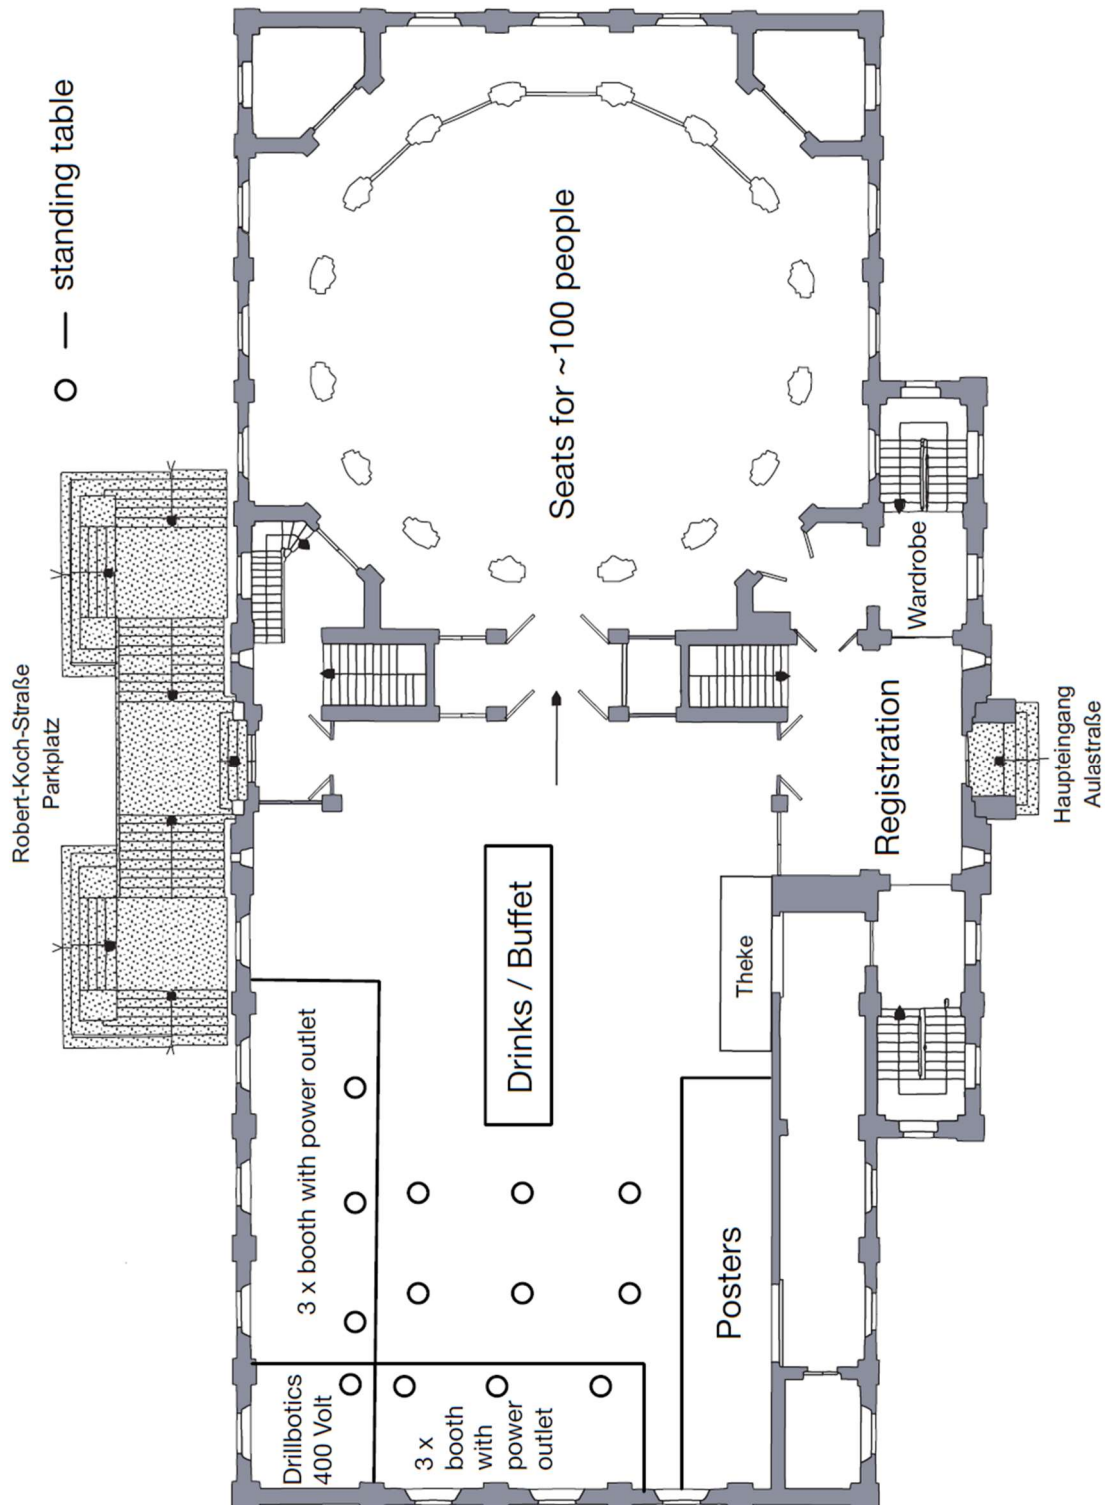 Robert-Koch-Straße
Parkplatz
O — standing table
3 x booth with power outlet
Drillbotics
400 Volt
3 x
booth
with
power
outlet
Drinks / Buffet
Seats for ~100 people
Posters
Theke
Registration
Wardrobe
Haupteingang
Aulastraße